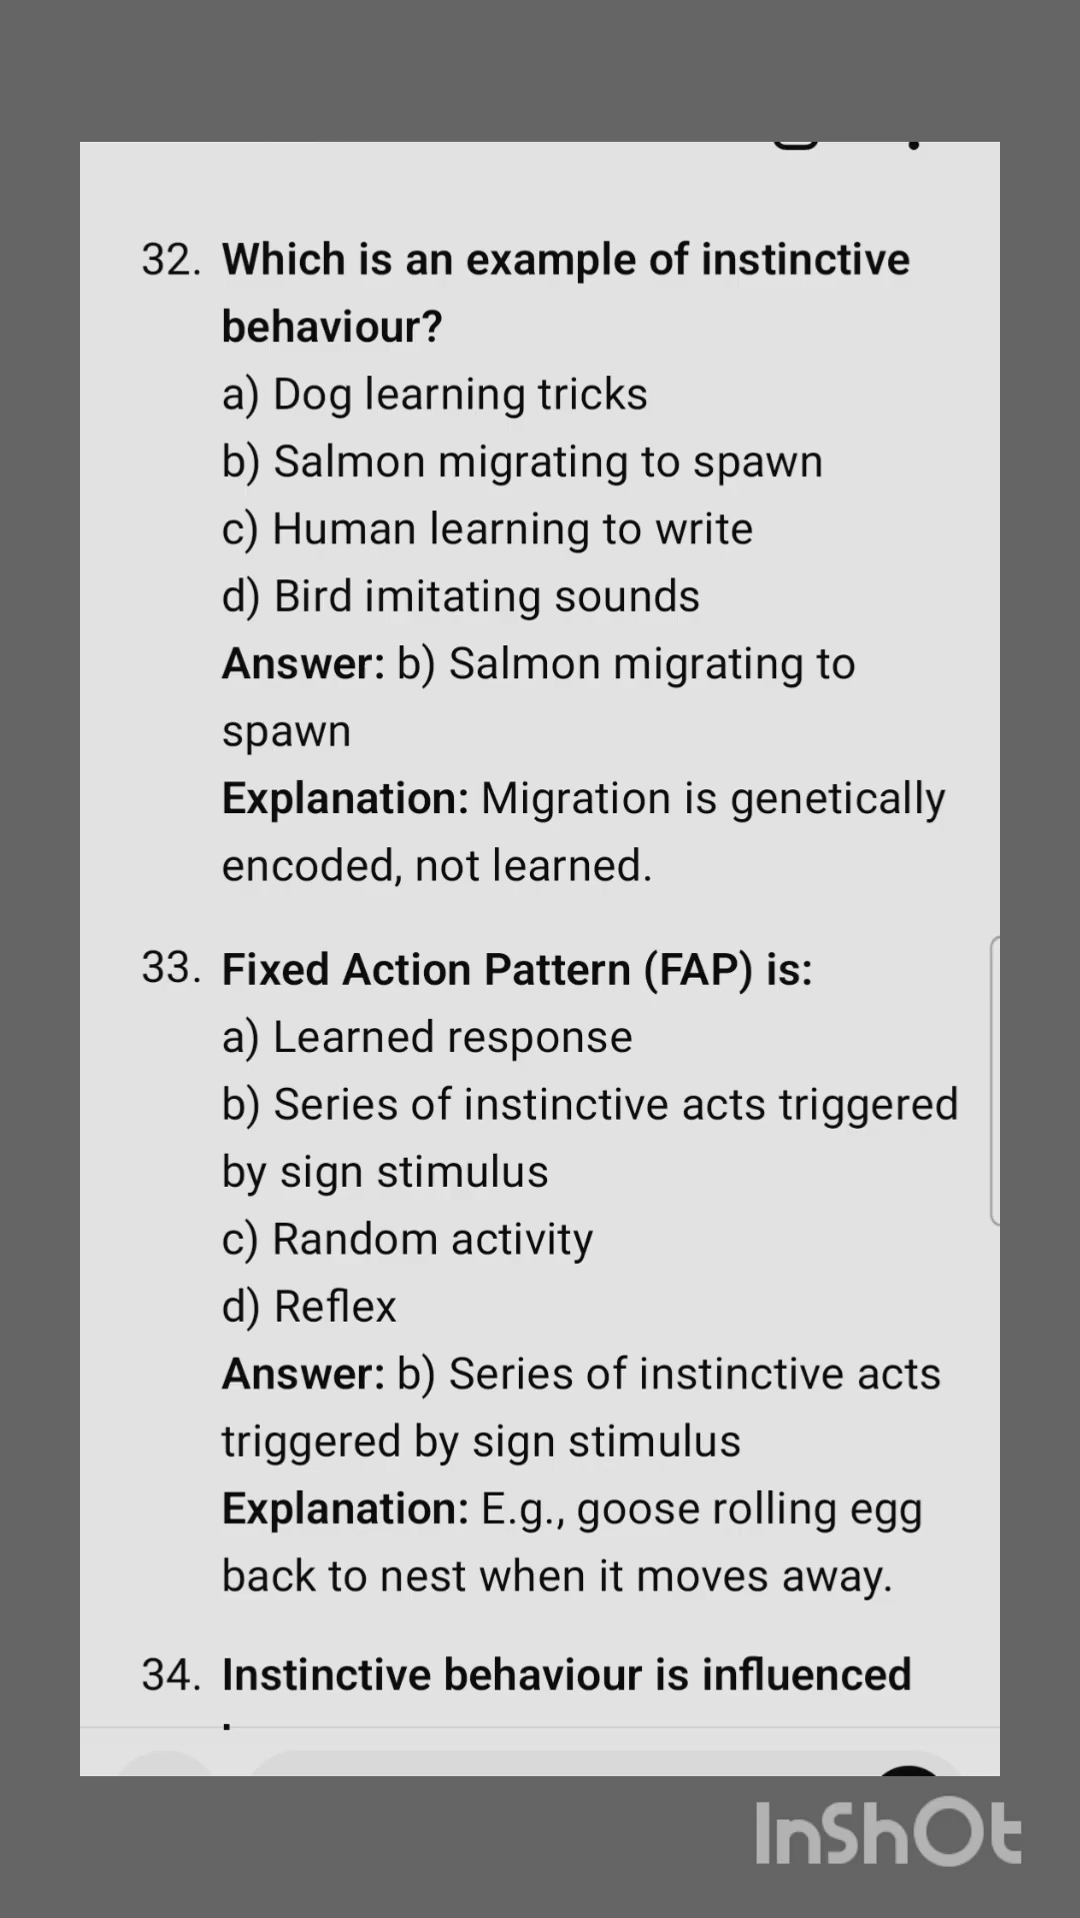 32. Which is an example of instinctive
behaviour?
a) Dog learning tricks
b) Salmon migrating to spawn
c) Human learning to write
d) Bird imitating sounds
Answer: b) Salmon migrating to
spawn
Explanation: Migration is genetically
encoded, not learned.
33. Fixed Action Pattern (FAP) is:
a) Learned response
b) Series of instinctive acts triggered
by sign stimulus
c) Random activity
d) Reflex
Answer: b) Series of instinctive acts
triggered by sign stimulus
Explanation: E.g., goose rolling egg
back to nest when it moves away.
34. Instinctive behaviour is influenced
InShOt